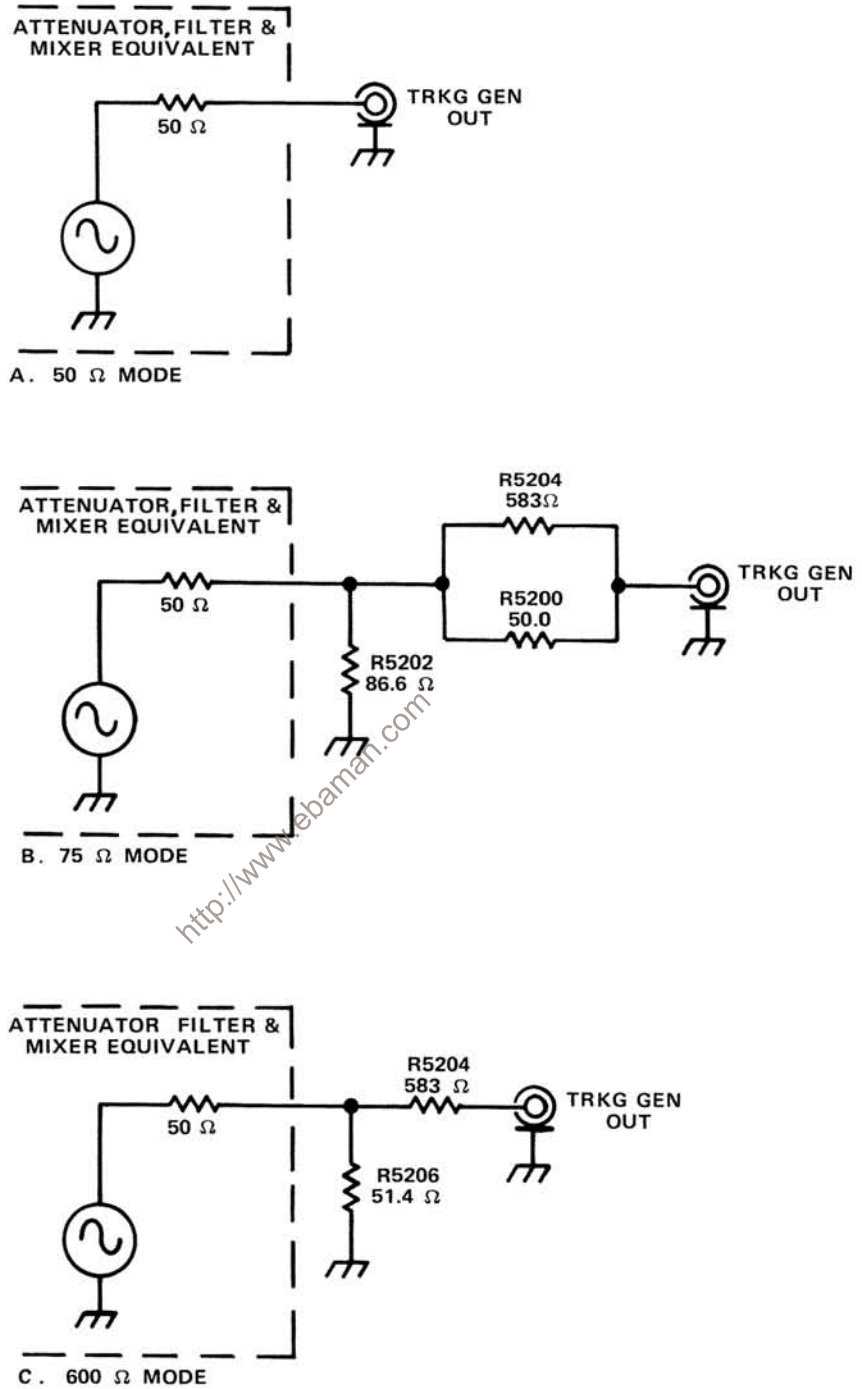 ATTENUATOR, FILTER &
MIXER EQUIVALENT
50 Ω
TRKG GEN
OUT
A. 50 Ω MODE
ATTENUATOR, FILTER &
MIXER EQUIVALENT
50 Ω
R5204
583Ω
R5200
50.0
R5202
86.6 Ω
TRKG GEN
OUT
B. 75 Ω MODE
http://www.ebaman.com
ATTENUATOR FILTER &
MIXER EQUIVALENT
50 Ω
R5204
583 Ω
R5206
51.4 Ω
TRKG GEN
OUT
C. 600 Ω MODE